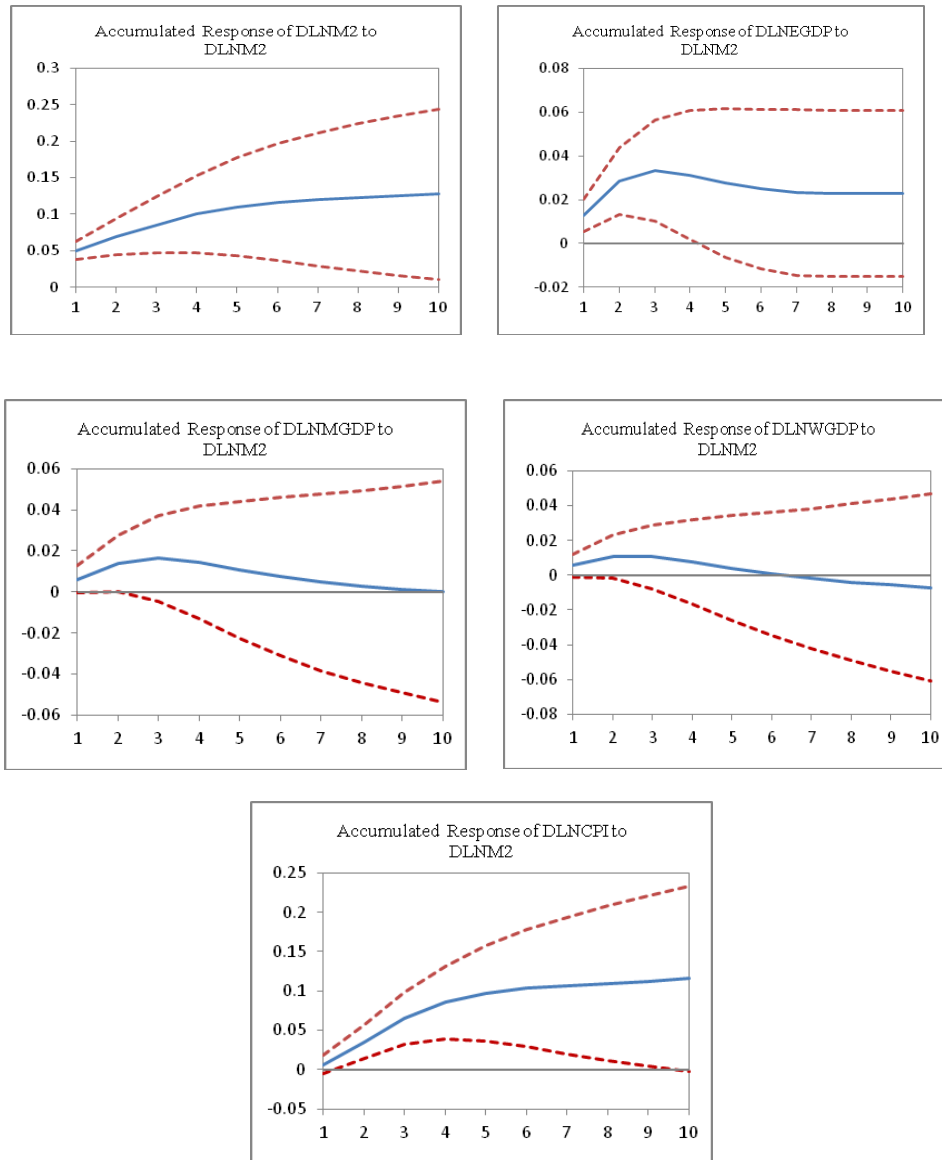 Accumulated Response of DLNM2 to
DLNM2
0.3
0.25
0.2
0.15
0.1
0.05
0
1 2 3 4 5 6 7 8 9 10
Accumulated Response of DLNEGDP to
DLNM2
0.08
0.06
0.04
0.02
0
-0.02
1 2 3 4 5 6 7 8 9 10
Accumulated Response of DLNMGDP to
DLNM2
0.06
0.04
0.02
0
-0.02
-0.04
-0.06
1 2 3 4 5 6 7 8 9 10
Accumulated Response of DLNWGDP to
DLNM2
0.06
0.04
0.02
0
-0.02
-0.04
-0.06
-0.08
1 2 3 4 5 6 7 8 9 10
Accumulated Response of DLNCPI to
DLNM2
0.25
0.2
0.15
0.1
0.05
0
-0.05
1 2 3 4 5 6 7 8 9 10